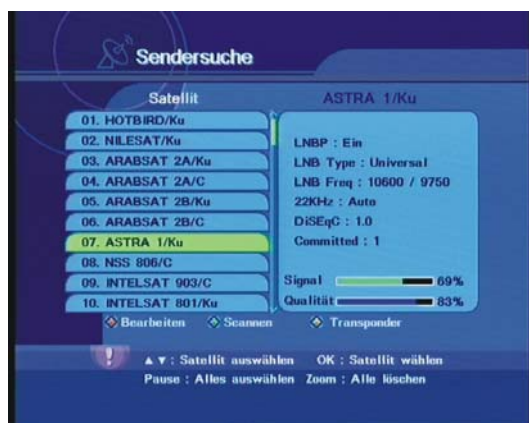 Sendersuche
Satellit
ASTRA 1/Ku
01. HOTBIRD/Ku
02. NILESAT/Ku
03. ARABSAT 2A/Ku
04. ARABSAT 2A/C
05. ARABSAT 2B/Ku
06. ARABSAT 2B/C
07. ASTRA 1/Ku
08. NSS 806/C
09. INTELSAT 903/C
10. INTELSAT 801/Ku
LNBP : Ein
LNB Type : Universal
LNB Freq : 10600 / 9750
22KHz : Auto
DiSEqC : 1.0
Committed : 1
Signal 69%
Qualität 83%
Bearbeiten Scannen Transponder
▲ ▼ : Satellit auswählen OK : Satellit wählen
Pause : Alles auswählen Zoom : Alle löschen